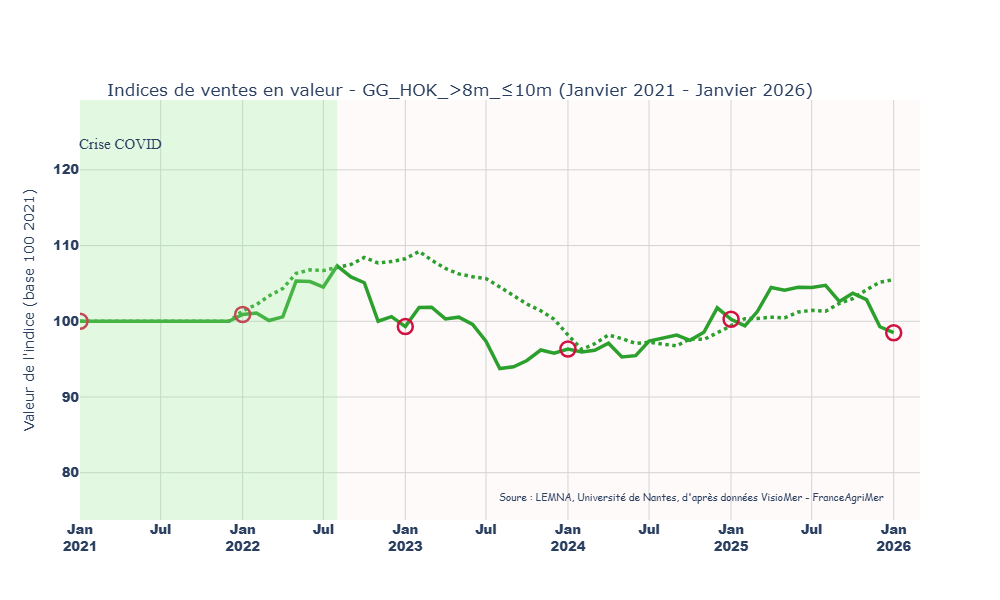 Indices de ventes en valeur - GG_HOK_>8m_≤10m (Janvier 2021 - Janvier 2026)
Crise COVID
Valeur de l'indice (base 100 2021)
120
110
100
90
80
Soure : LEMNA, Université de Nantes, d'après données VisioMer - FranceAgriMer
Jan Jul Jan Jul Jan Jul Jan Jul Jan Jul Jan
2021 2022 2023 2024 2025 2026